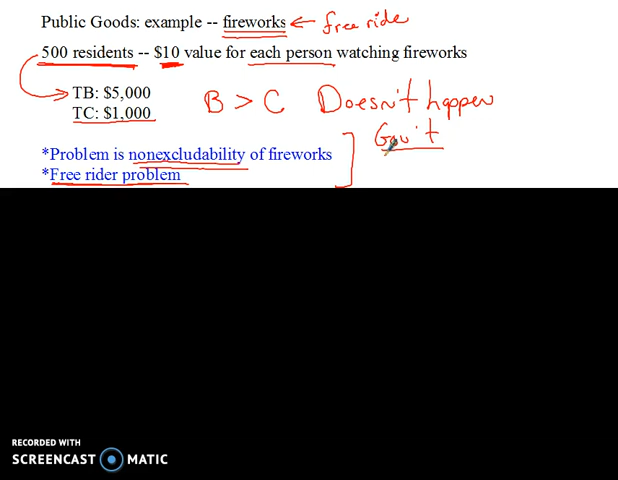 Public Goods: example -- fireworks ← free ride
500 residents -- $10 value for each person watching fireworks
TB: $5,000
TC: $1,000
B > C Doesn't happen
Gov't
*Problem is nonexcludability of fireworks
*Free rider problem
RECORDED WITH
SCREENCAST MATIC